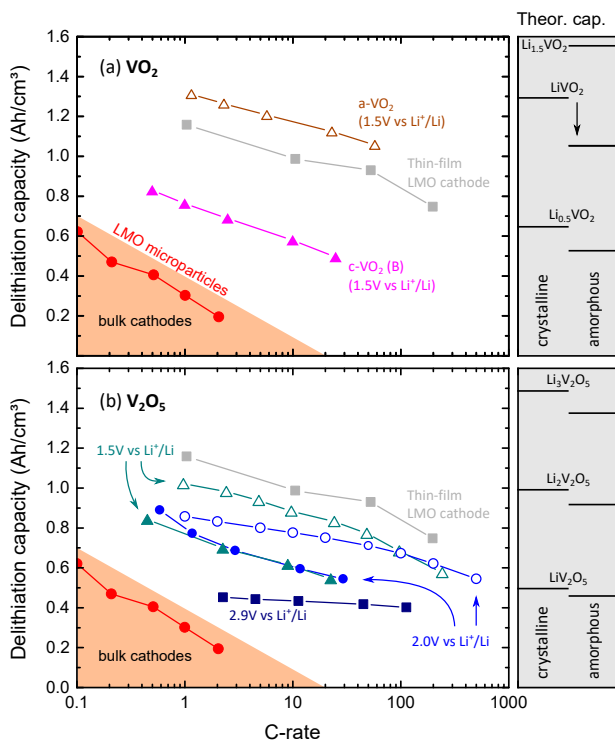 Theor. cap.
Delithiation capacity (Ah/cm³)
1.6
1.4
1.2
1.0
0.8
0.6
0.4
0.2
(a) VO₂
a-VO₂
(1.5V vs Li⁺/Li)
Thin-film
LMO cathode
LMO microparticles
c-VO₂ (B)
(1.5V vs Li⁺/Li)
bulk cathodes
Li₁.₅VO₂
LiVO₂
Li₀.₅VO₂
crystalline
amorphous
Delithiation capacity (Ah/cm³)
1.6
1.4
1.2
1.0
0.8
0.6
0.4
0.2
0.0
(b) V₂O₅
1.5V vs Li⁺/Li
Thin-film
LMO cathode
2.9V vs Li⁺/Li
2.0V vs Li⁺/Li
bulk cathodes
Li₃V₂O₅
Li₂V₂O₅
LiV₂O₅
crystalline
amorphous
0.1
1
10
100
1000
C-rate